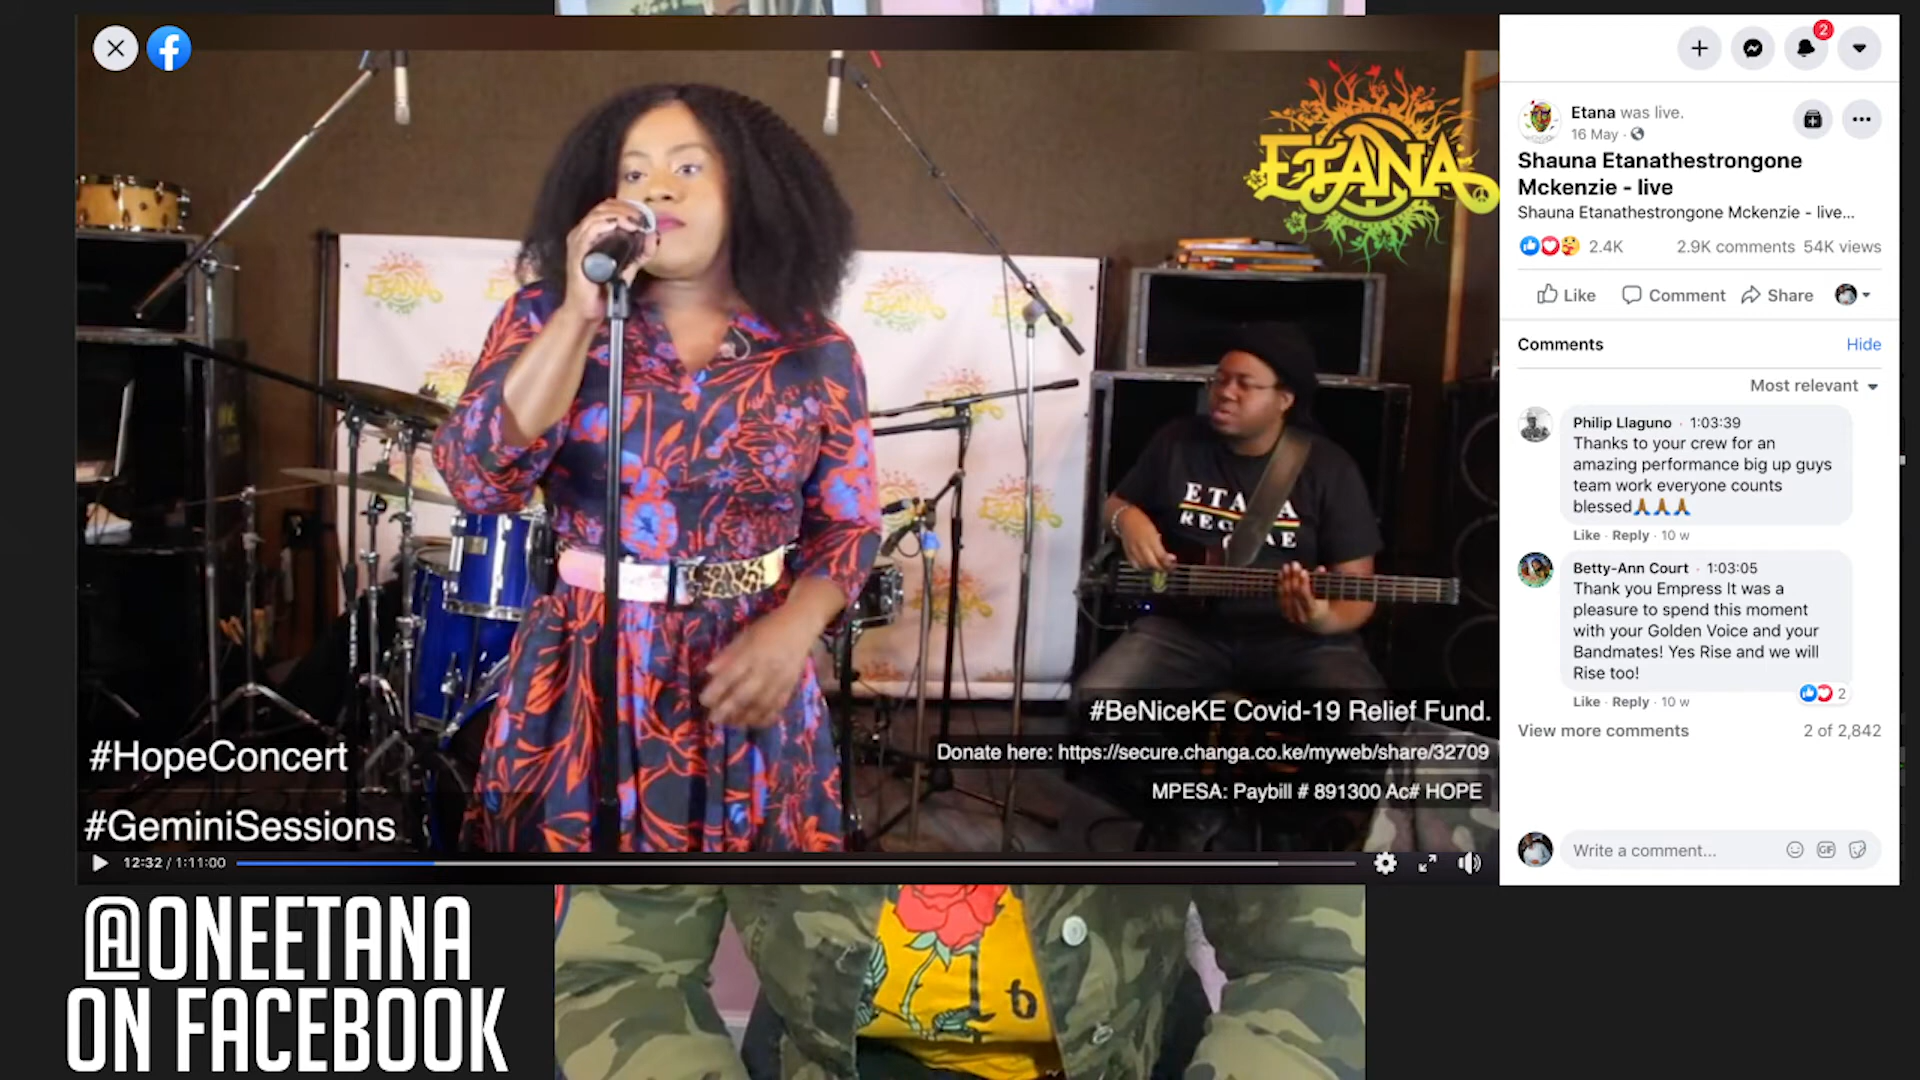 ETANA
ETANA
REGGAE
#HopeConcert
#GeminiSessions
#BeNiceKE Covid-19 Relief Fund.
Donate here: https://secure.changa.co.ke/myweb/share/32709
MPESA: Paybill # 891300 Ac# HOPE
12:32 / 1:11:00
2
Etana was live.
16 May ·
Shauna Etanathestrongone
Mckenzie - live
Shauna Etanathestrongone Mckenzie - live...
2.4K 2.9K comments 54K views
Like Comment Share
Comments Hide
Most relevant
Philip Llaguno · 1:03:39
Thanks to your crew for an
amazing performance big up guys
team work everyone counts
blessed🙏🏾🙏🏾🙏🏾
Like · Reply · 10 w
Betty-Ann Court · 1:03:05
Thank you Empress It was a
pleasure to spend this moment
with your Golden Voice and your
Bandmates! Yes Rise and we will
Rise too!
2
Like · Reply · 10 w
View more comments 2 of 2,842
Write a comment... GIF
@ONEETANA
ON FACEBOOK